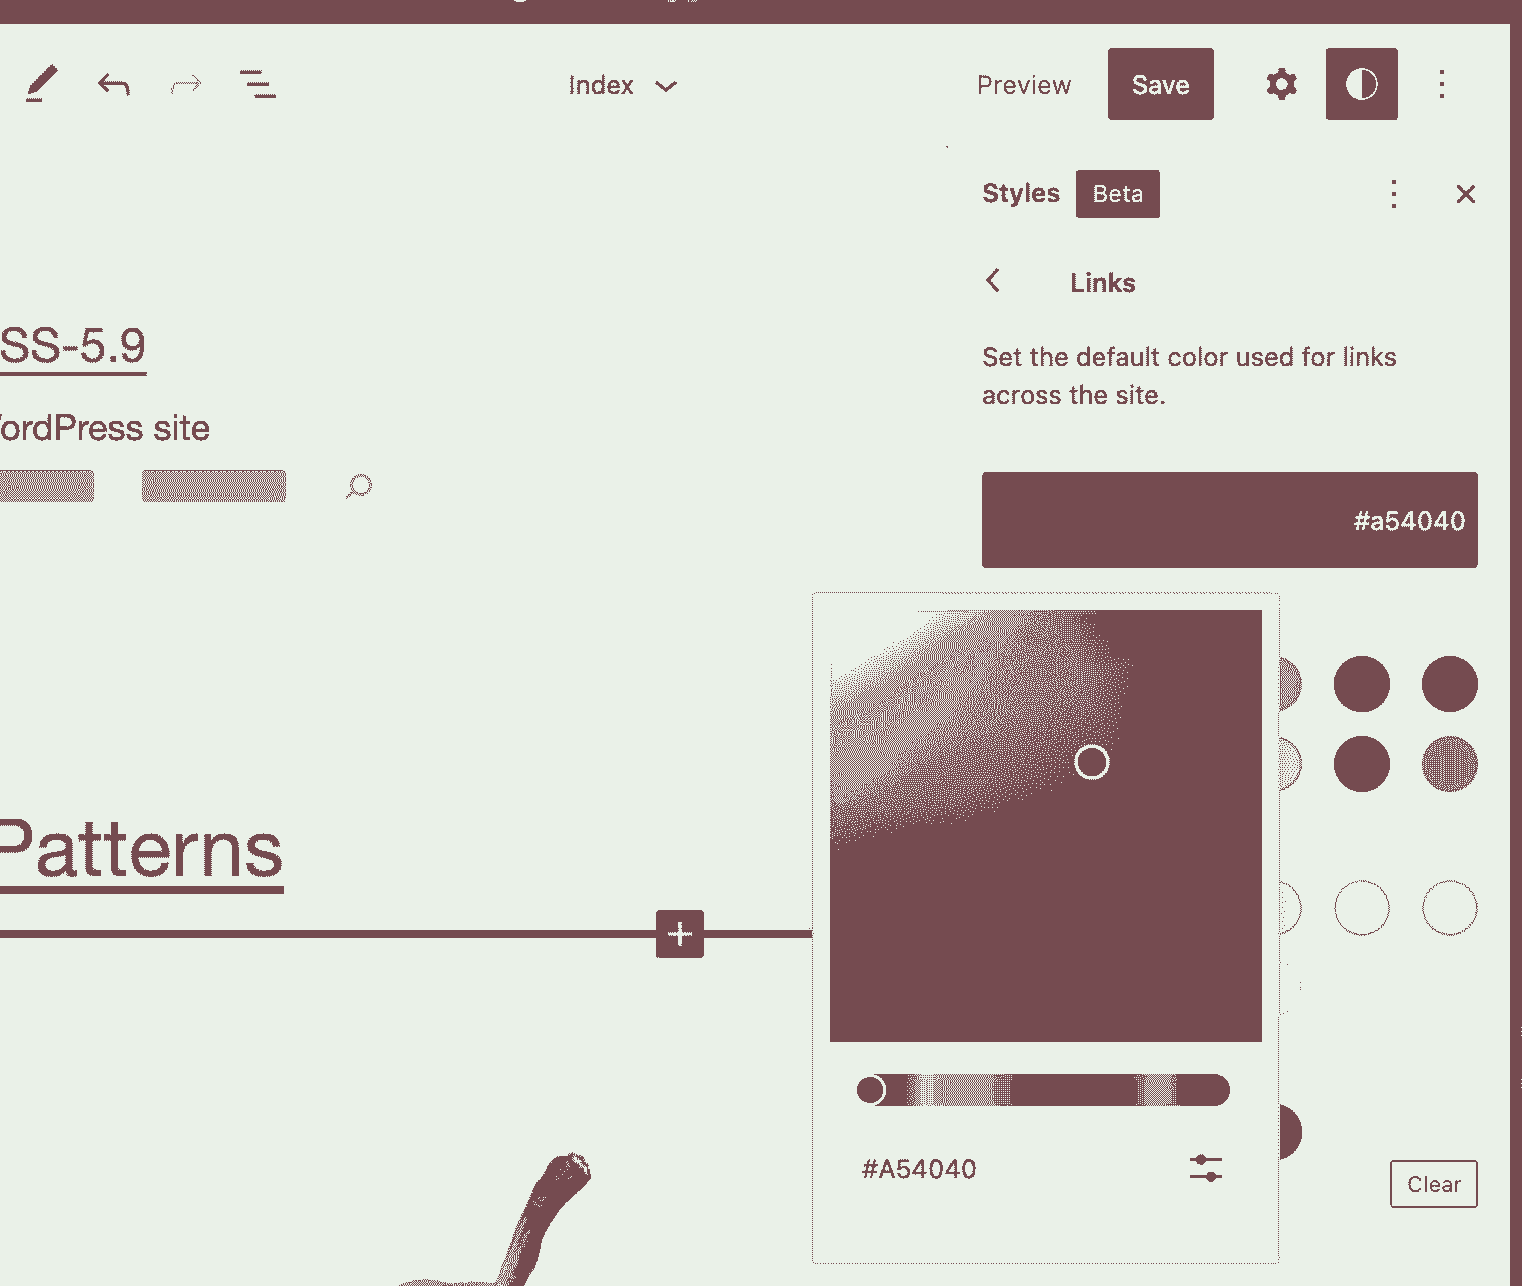 Index
Preview
Save
Styles
Beta
Links
Set the default color used for links
across the site.
SS-5.9
ordPress site
#a54040
Patterns
#A54040
Clear